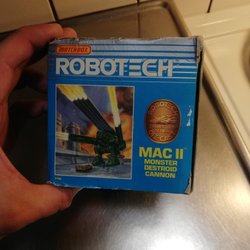 MATCHBOX
ROBOTECH
MAC II
MONSTER
DESTROID
CANNON